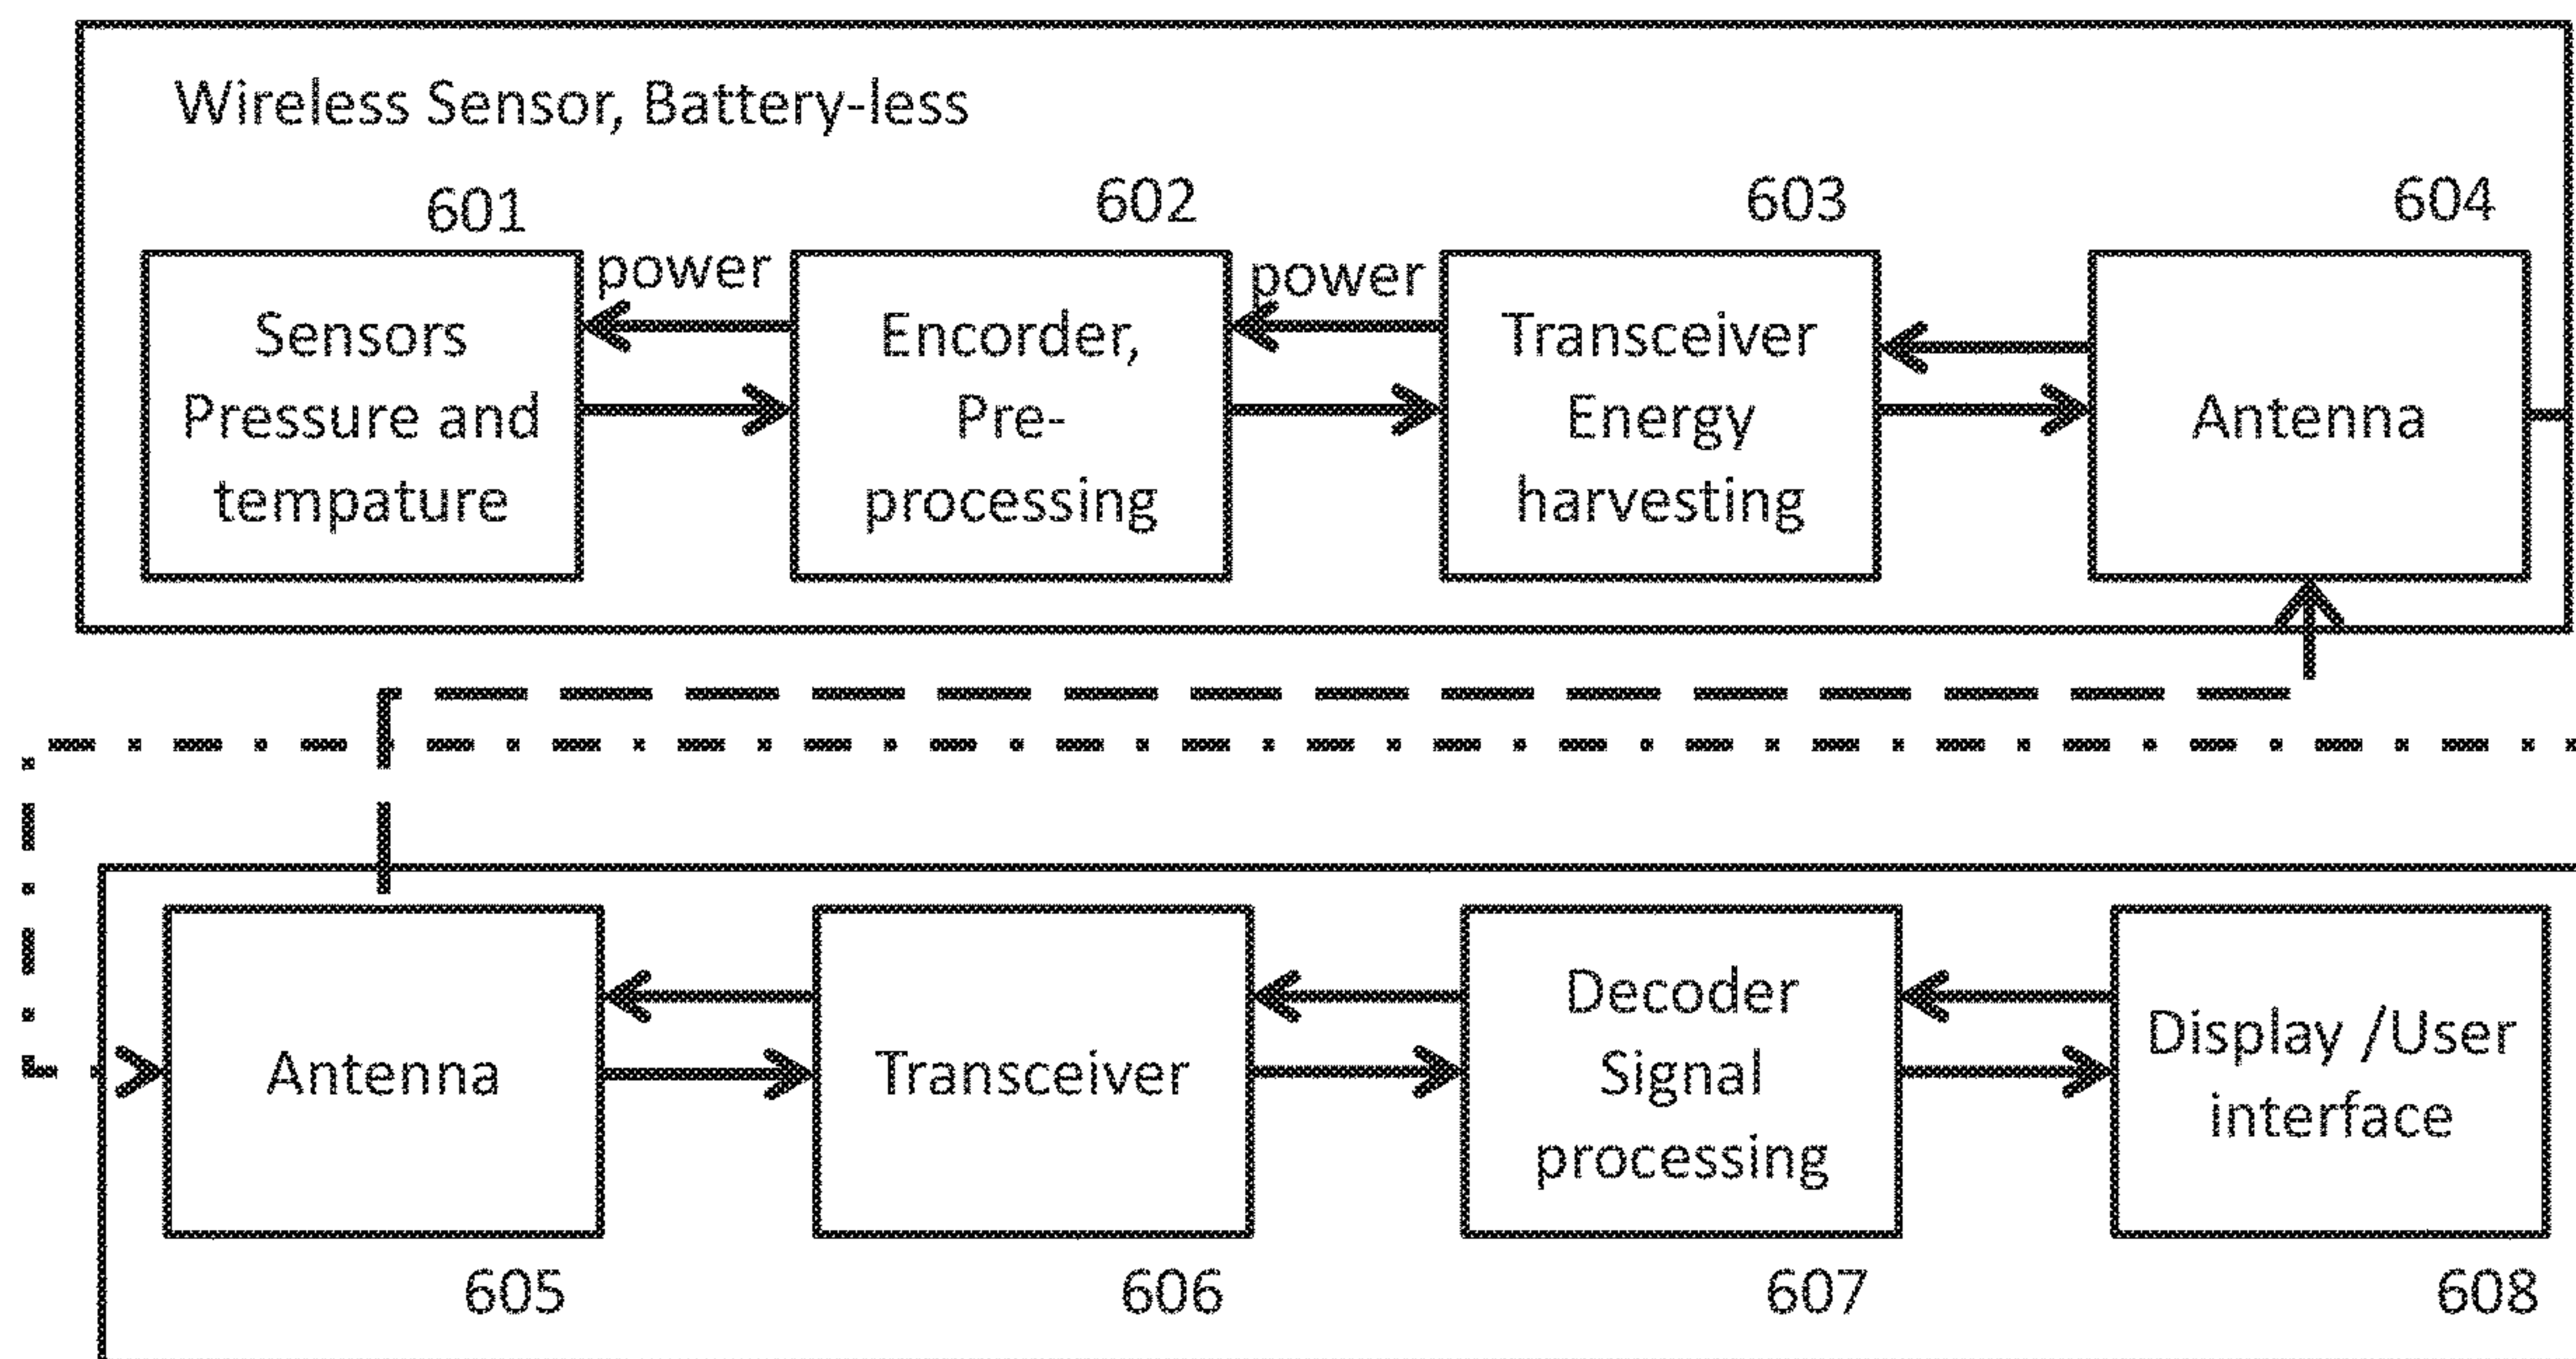 Wireless Sensor, Battery-less
601
602
603
604
power
power
Sensors
Pressure and
tempature
Encorder,
Pre-
processing
Transceiver
Energy
harvesting
Antenna
Antenna
Transceiver
Decoder
Signal
processing
Display /User
interface
605
606
607
608